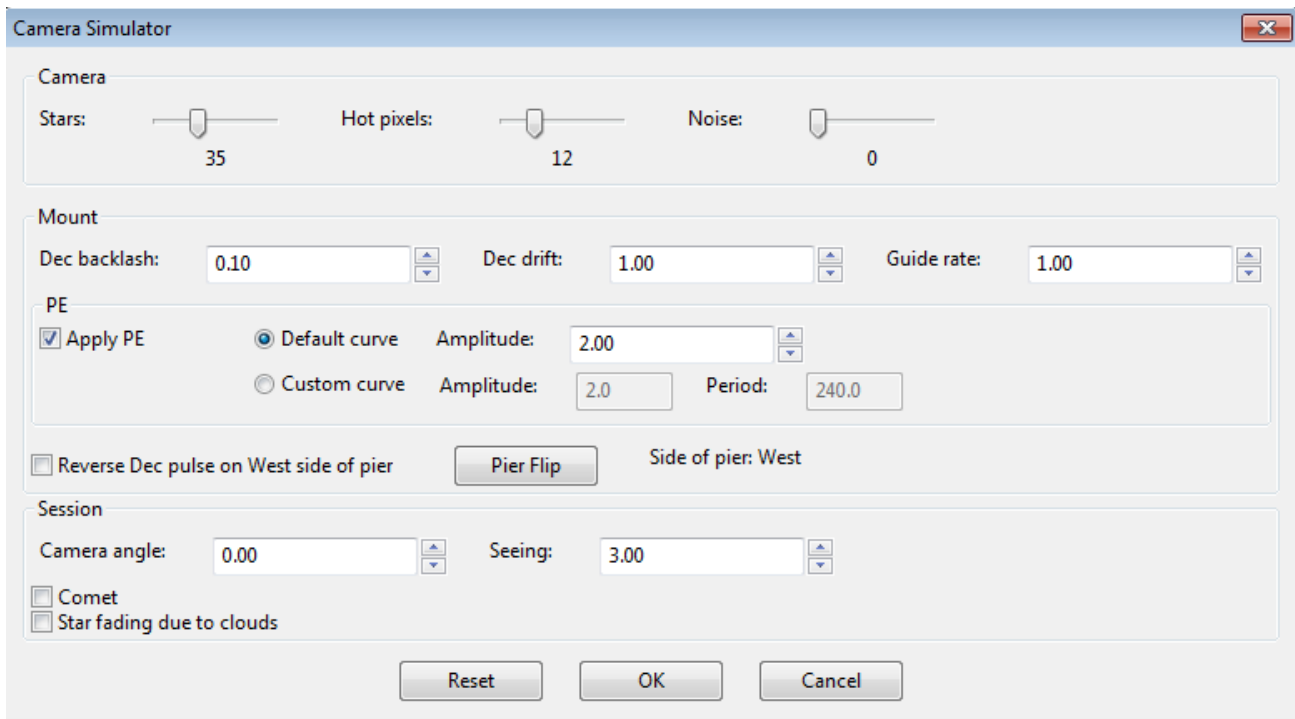 Camera Simulator
Camera
Stars: Hot pixels: Noise:
35 12 0
Mount
Dec backlash: 0.10 Dec drift: 1.00 Guide rate: 1.00
PE
Apply PE Default curve Amplitude: 2.00
Custom curve Amplitude: 2.0 Period: 240.0
Reverse Dec pulse on West side of pier Pier Flip Side of pier: West
Session
Camera angle: 0.00 Seeing: 3.00
Comet
Star fading due to clouds
Reset OK Cancel